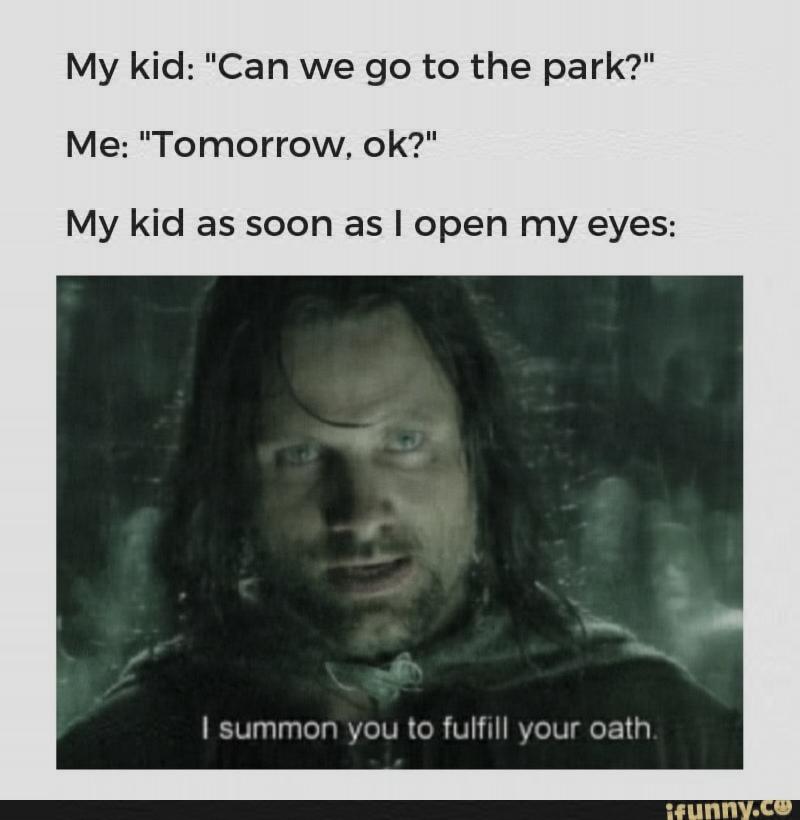 My kid: "Can we go to the park?"
Me: "Tomorrow, ok?"
My kid as soon as I open my eyes:
I summon you to fulfill your oath.
ifunny.co